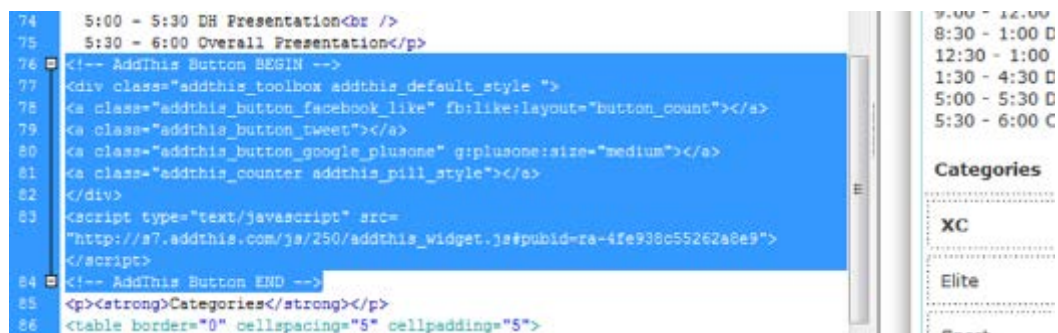 74 5:00 - 5:30 DH Presentation<br />
75 5:30 - 6:00 Overall Presentation</p>
76 <!-- AddThis Button BEGIN -->
77 <div class="addthis_toolbox addthis_default_style ">
78 <a class="addthis_button_facebook_like" fb:like:layout="button_count"></a>
79 <a class="addthis_button_tweet"></a>
80 <a class="addthis_button_google_plusone" g:plusone:size="medium"></a>
81 <a class="addthis_counter addthis_pill_style"></a>
82 </div>
83 <script type="text/javascript" src=
"http://s7.addthis.com/js/250/addthis_widget.js#pubid=ra-4fe938c55262a8e9">
</script>
84 <!-- AddThis Button END -->
85 <p><strong>Categories</strong></p>
86 <table border="0" cellspacing="5" cellpadding="5">
9:00 - 12:00
8:30 - 1:00 D
12:30 - 1:00
1:30 - 4:30 D
5:00 - 5:30 D
5:30 - 6:00 O
Categories
XC
Elite